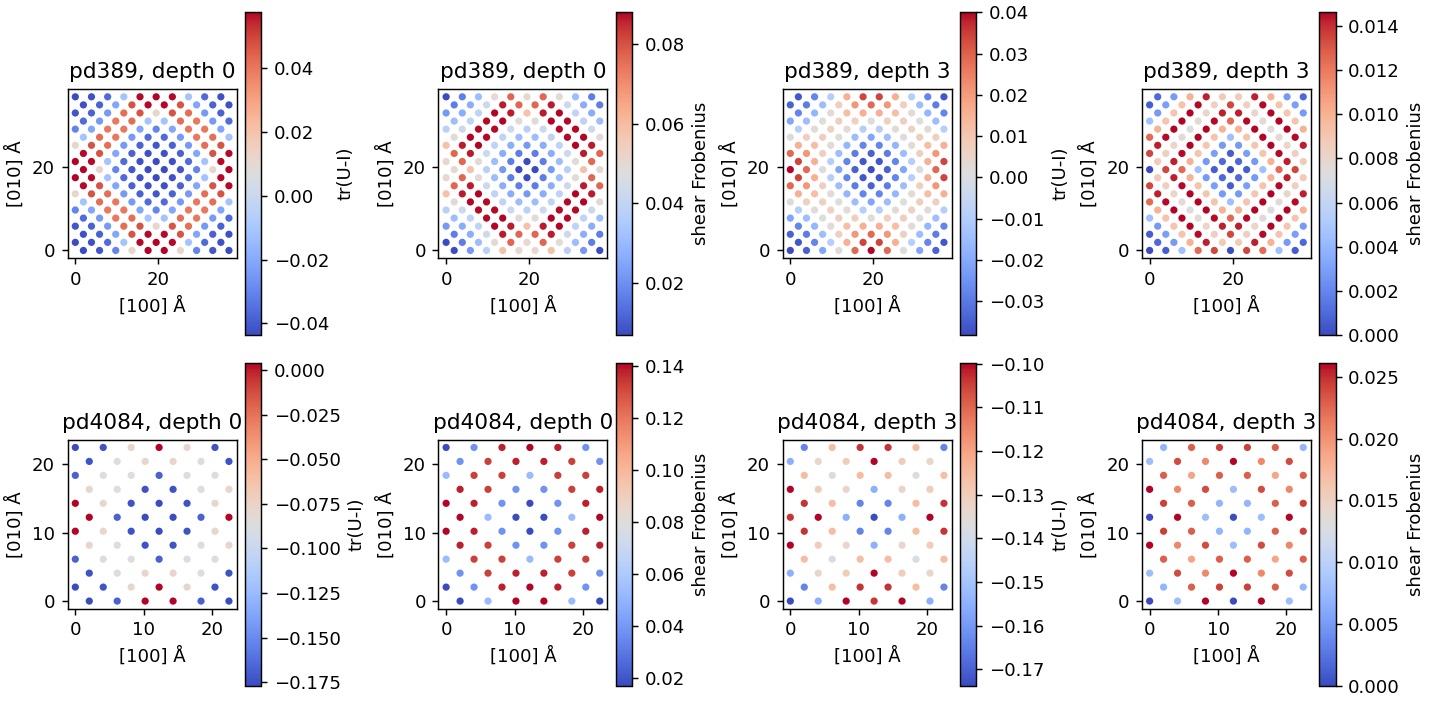 pd389, depth 0
[010] Å
20
0
0
20
[100] Å
0.04
0.02
0.00
−0.02
−0.04
tr(U-I)
pd389, depth 0
[010] Å
20
0
0
20
[100] Å
0.08
0.06
0.04
0.02
shear Frobenius
pd389, depth 3
[010] Å
20
0
0
20
[100] Å
0.04
0.03
0.02
0.01
0.00
−0.01
−0.02
−0.03
tr(U-I)
pd389, depth 3
[010] Å
20
0
0
20
[100] Å
0.014
0.012
0.010
0.008
0.006
0.004
0.002
0.000
shear Frobenius
pd4084, depth 0
[010] Å
20
10
0
0
10
20
[100] Å
0.000
−0.025
−0.050
−0.075
−0.100
−0.125
−0.150
−0.175
tr(U-I)
pd4084, depth 0
[010] Å
20
10
0
0
10
20
[100] Å
0.14
0.12
0.10
0.08
0.06
0.04
0.02
shear Frobenius
pd4084, depth 3
[010] Å
20
10
0
0
10
20
[100] Å
−0.10
−0.11
−0.12
−0.13
−0.14
−0.15
−0.16
−0.17
tr(U-I)
pd4084, depth 3
[010] Å
20
10
0
0
10
20
[100] Å
0.025
0.020
0.015
0.010
0.005
0.000
shear Frobenius